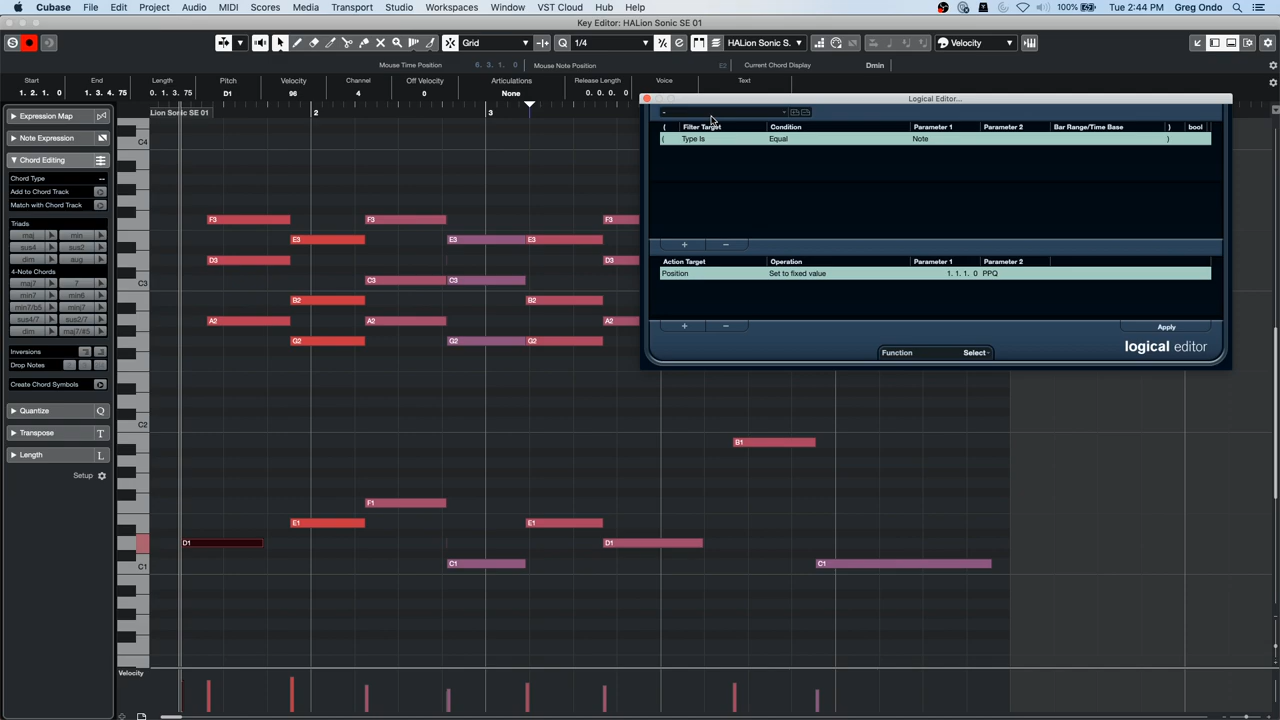 Cubase File Edit Project Audio MIDI Scores Media Transport Studio Workspaces Window VST Cloud Hub Help 100% Tue 2:44 PM Greg Ondo
Key Editor: HALion Sonic SE 01
Grid 1/4 HALion Sonic S. Velocity
Mouse Time Position 6. 3. 1. 0 Mouse Note Position Current Chord Display Dmin
Start End Length Pitch Velocity Channel Off Velocity Articulations Release Length Voice Text
1. 2. 1. 0 1. 3. 4. 75 0. 1. 3. 75 D1 96 4 0 None 0. 0. 0. 0
Logical Editor...
Expression Map
Note Expression
Chord Editing
Chord Type --
Add to Chord Track
Match with Chord Track
Triads
maj min
sus4 sus2
dim aug
4-Note Chords
maj7 7
min7 min6
min7/b5 minj7
sus4/7 sus2/7
dim maj7/#5
Inversions
Drop Notes
Create Chord Symbols
Quantize Q
Transpose T
Length L
Setup
Lion Sonic SE 01 2 3
C4
C3
C2
C1
F3 F3 F3
E3 E3 E3
D3 D3
C3 C3
B2 B2
A2 A2 A2
G2 G2 G2
B1
F1
E1 E1
D1 D1
C1 C1
Velocity
-
( Filter Target Condition Parameter 1 Parameter 2 Bar Range/Time Base ) bool
( Type Is Equal Note )
+ -
Action Target Operation Parameter 1 Parameter 2
Position Set to fixed value 1. 1. 1. 0 PPQ
+ - Apply
logical editor
Function Select